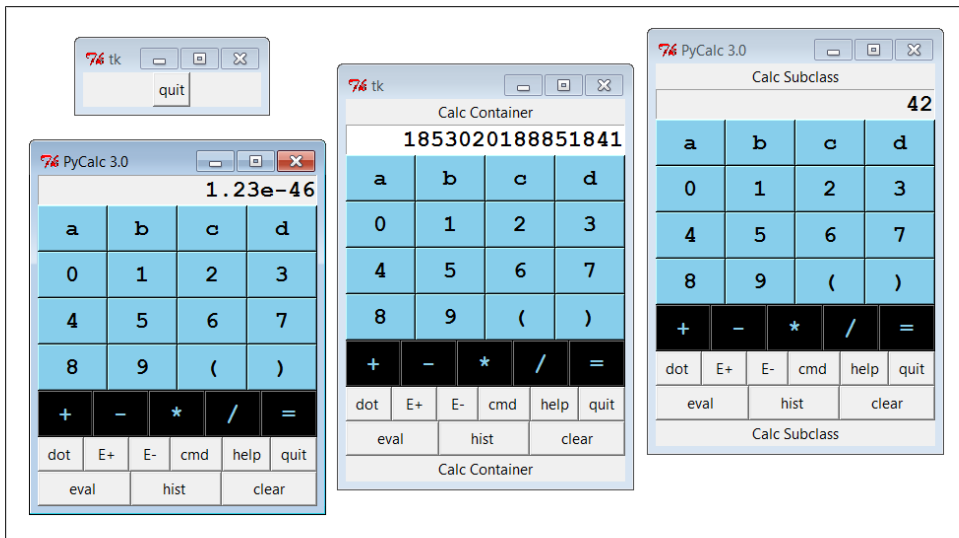 tk
quit
PyCalc 3.0
1.23e-46
a b c d
0 1 2 3
4 5 6 7
8 9 ( )
+ - * / =
dot E+ E- cmd help quit
eval hist clear
tk
Calc Container
1853020188851841
a b c d
0 1 2 3
4 5 6 7
8 9 ( )
+ - * / =
dot E+ E- cmd help quit
eval hist clear
Calc Container
PyCalc 3.0
Calc Subclass
42
a b c d
0 1 2 3
4 5 6 7
8 9 ( )
+ - * / =
dot E+ E- cmd help quit
eval hist clear
Calc Subclass